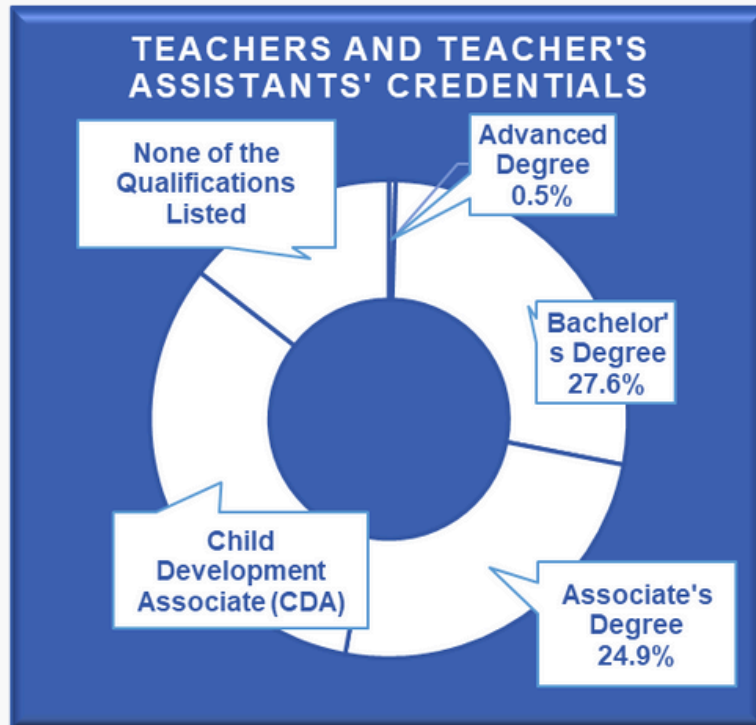 TEACHERS AND TEACHER'S
ASSISTANTS' CREDENTIALS
None of the
Qualifications
Listed
Advanced
Degree
0.5%
Bachelor'
s Degree
27.6%
Child
Development
Associate (CDA)
Associate's
Degree
24.9%